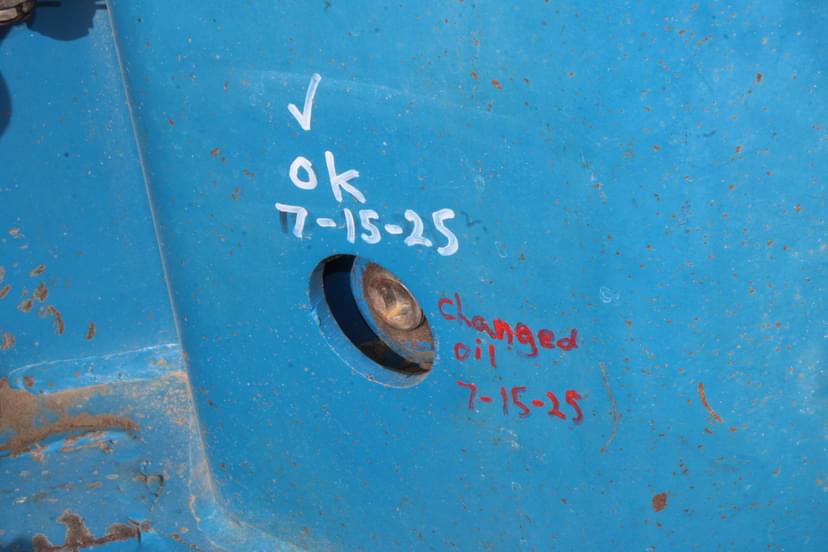 ✓
OK
7-15-25
changed
oil
7-15-25